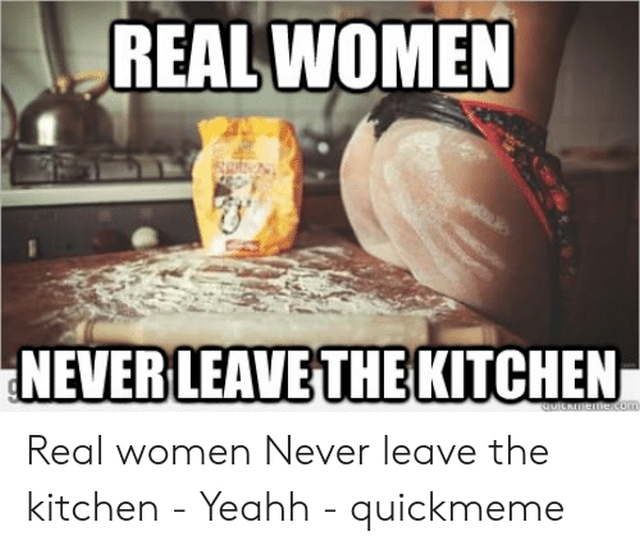 REAL WOMEN
NEVER LEAVE THE KITCHEN
quickmeme.com
Real women Never leave the
kitchen - Yeahh - quickmeme